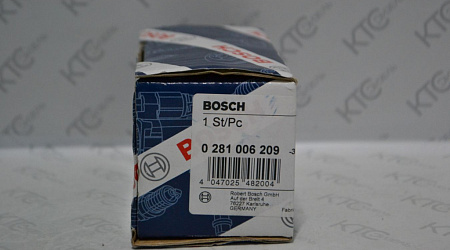 BOSCH
1 St/Pc
0 281 006 209
4 047025 482004
Robert Bosch GmbH
Auf der Breit 4
76227 Karlsruhe
GERMANY
KTC